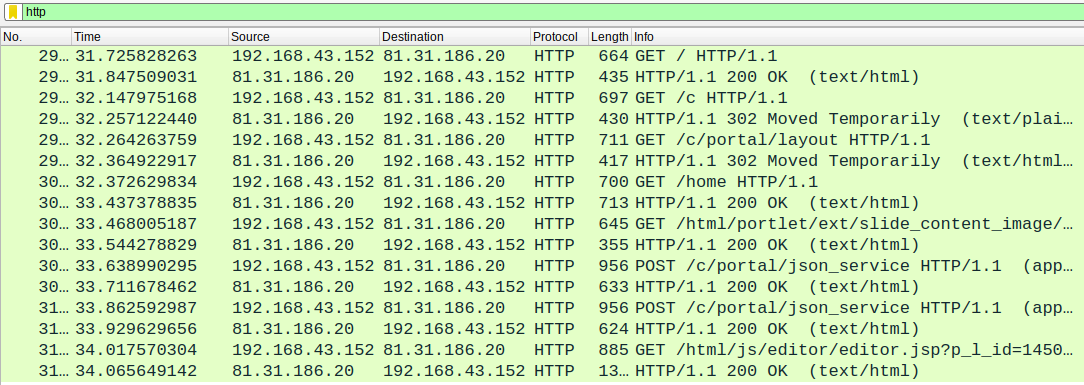 http
No. Time Source Destination Protocol Length Info
29… 31.725828263 192.168.43.152 81.31.186.20 HTTP 664 GET / HTTP/1.1
29… 31.847509031 81.31.186.20 192.168.43.152 HTTP 435 HTTP/1.1 200 OK (text/html)
29… 32.147975168 192.168.43.152 81.31.186.20 HTTP 697 GET /c HTTP/1.1
29… 32.257122440 81.31.186.20 192.168.43.152 HTTP 430 HTTP/1.1 302 Moved Temporarily (text/plai…
29… 32.264263759 192.168.43.152 81.31.186.20 HTTP 711 GET /c/portal/layout HTTP/1.1
29… 32.364922917 81.31.186.20 192.168.43.152 HTTP 417 HTTP/1.1 302 Moved Temporarily (text/html…
30… 32.372629834 192.168.43.152 81.31.186.20 HTTP 700 GET /home HTTP/1.1
30… 33.437378835 81.31.186.20 192.168.43.152 HTTP 713 HTTP/1.1 200 OK (text/html)
30… 33.468005187 192.168.43.152 81.31.186.20 HTTP 645 GET /html/portlet/ext/slide_content_image/…
30… 33.544278829 81.31.186.20 192.168.43.152 HTTP 355 HTTP/1.1 200 OK (text/html)
30… 33.638990295 192.168.43.152 81.31.186.20 HTTP 956 POST /c/portal/json_service HTTP/1.1 (app…
30… 33.711678462 81.31.186.20 192.168.43.152 HTTP 633 HTTP/1.1 200 OK (text/html)
31… 33.862592987 192.168.43.152 81.31.186.20 HTTP 956 POST /c/portal/json_service HTTP/1.1 (app…
31… 33.929629656 81.31.186.20 192.168.43.152 HTTP 624 HTTP/1.1 200 OK (text/html)
31… 34.017570304 192.168.43.152 81.31.186.20 HTTP 885 GET /html/js/editor/editor.jsp?p_l_id=1450…
31… 34.065649142 81.31.186.20 192.168.43.152 HTTP 13… HTTP/1.1 200 OK (text/html)